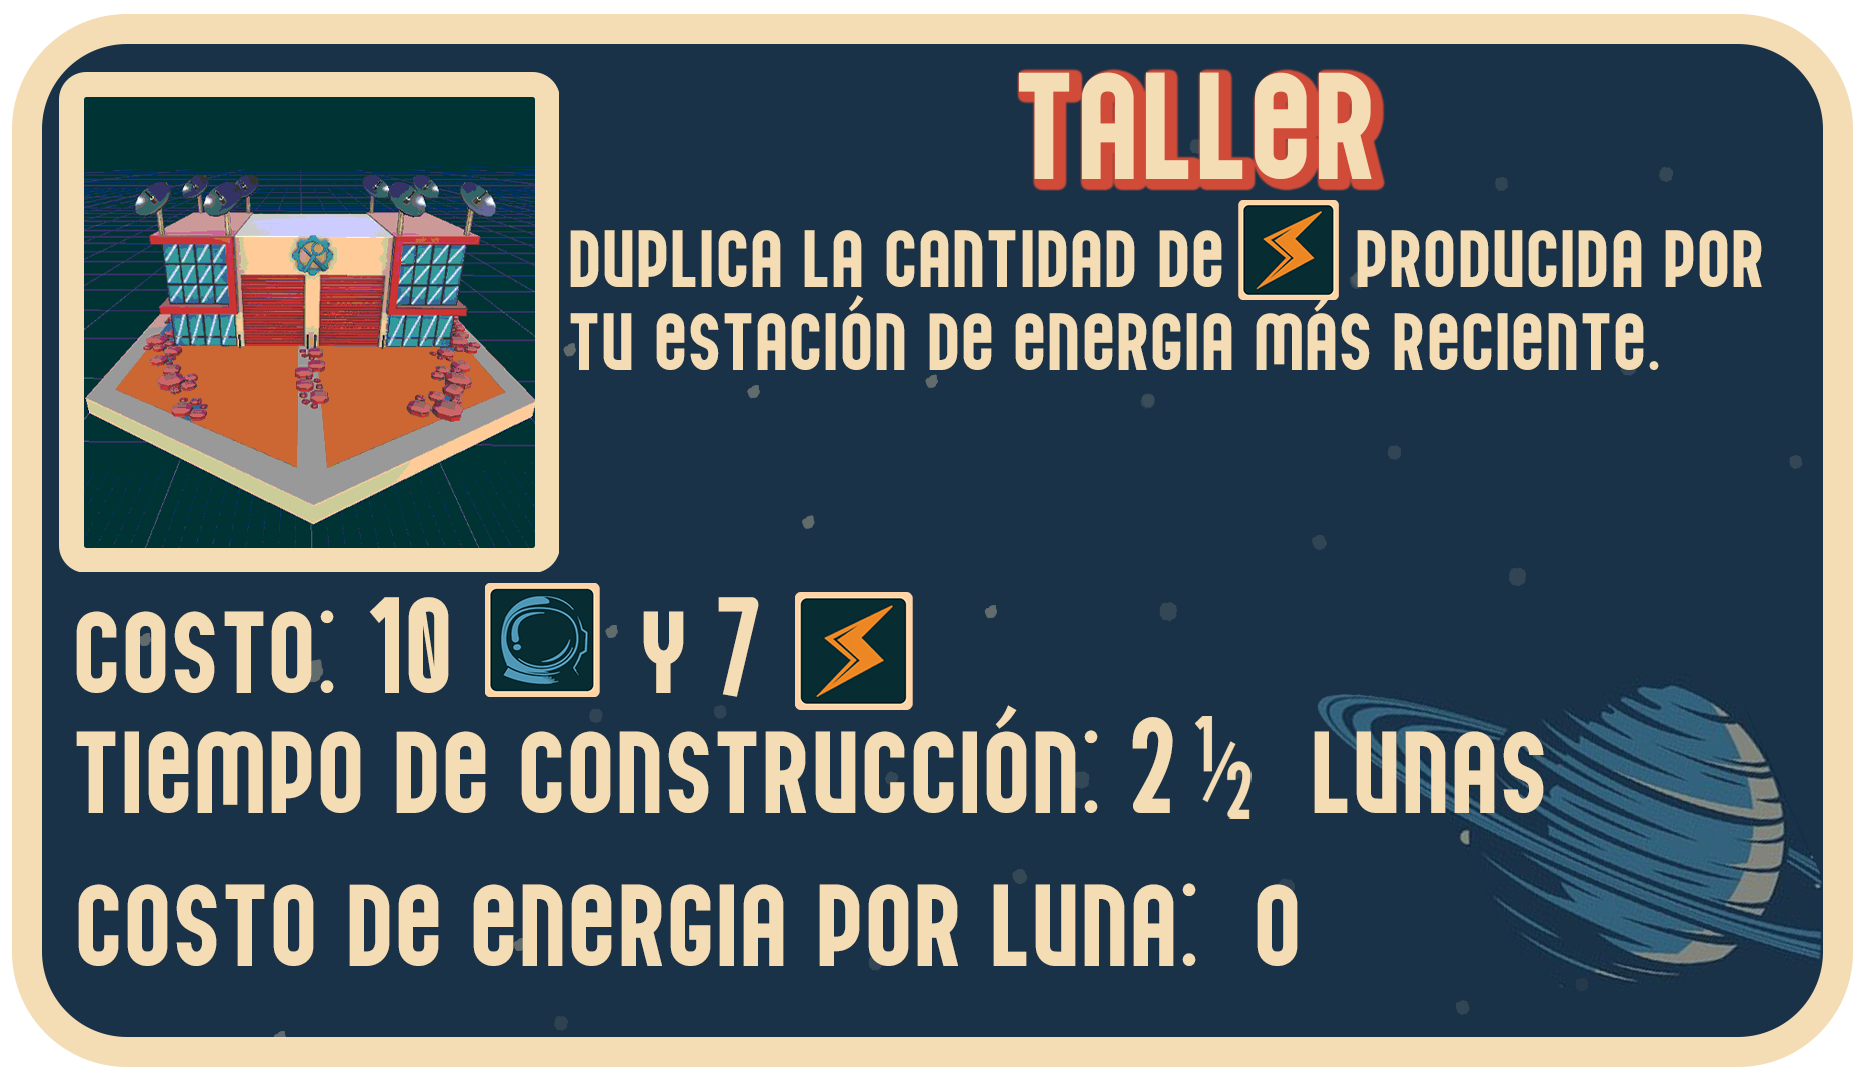 TALLER
DUPLICA LA CANTIDAD DE PRODUCIDA POR
TU ESTACIÓN DE ENERGIA MÁS RECIENTE.
COSTO: 10 Y 7
TIEMPO DE CONSTRUCCIÓN: 2 ½ LUNAS
COSTO DE ENERGIA POR LUNA: 0